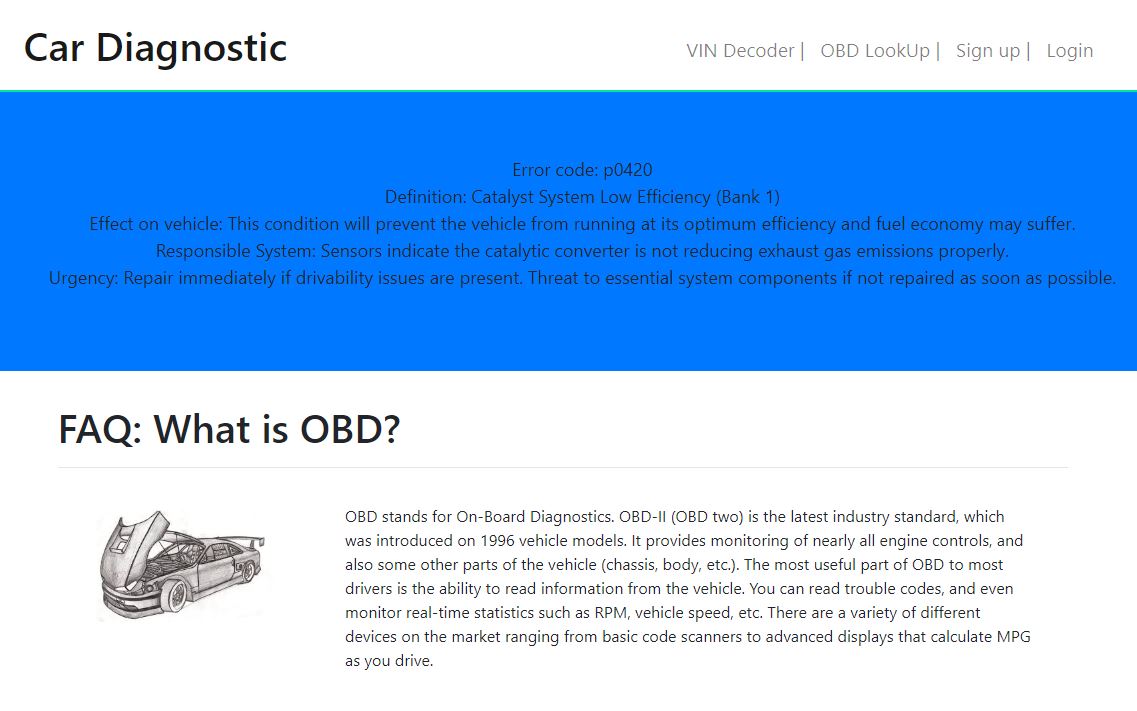 Car Diagnostic
VIN Decoder | OBD LookUp | Sign up | Login
Error code: p0420
Definition: Catalyst System Low Efficiency (Bank 1)
Effect on vehicle: This condition will prevent the vehicle from running at its optimum efficiency and fuel economy may suffer.
Responsible System: Sensors indicate the catalytic converter is not reducing exhaust gas emissions properly.
Urgency: Repair immediately if drivability issues are present. Threat to essential system components if not repaired as soon as possible.
FAQ: What is OBD?
OBD stands for On-Board Diagnostics. OBD-II (OBD two) is the latest industry standard, which
was introduced on 1996 vehicle models. It provides monitoring of nearly all engine controls, and
also some other parts of the vehicle (chassis, body, etc.). The most useful part of OBD to most
drivers is the ability to read information from the vehicle. You can read trouble codes, and even
monitor real-time statistics such as RPM, vehicle speed, etc. There are a variety of different
devices on the market ranging from basic code scanners to advanced displays that calculate MPG
as you drive.